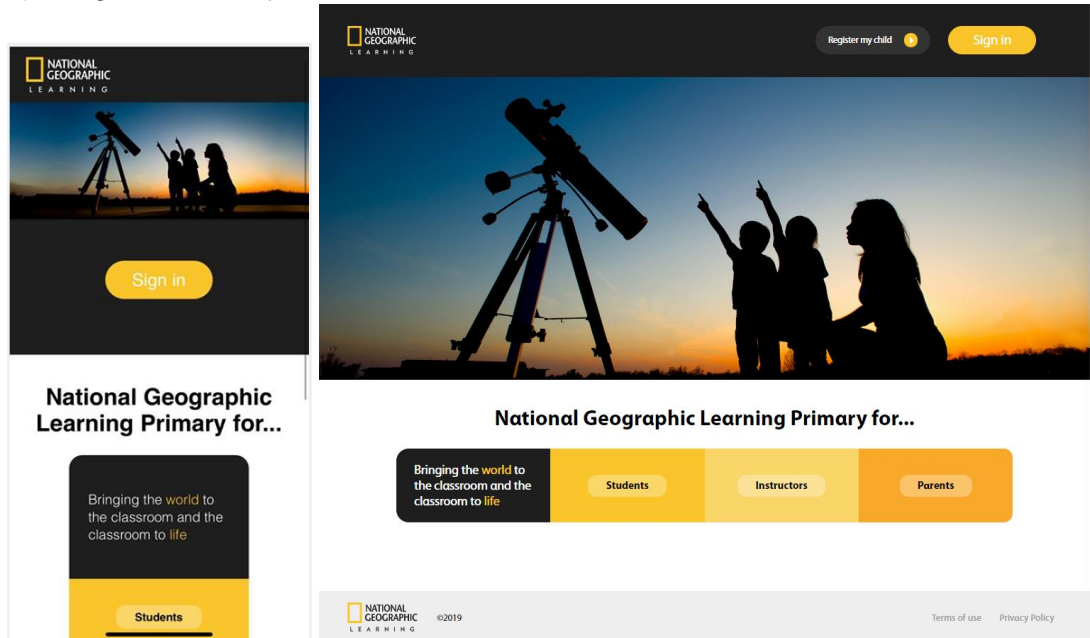 NATIONAL
GEOGRAPHIC
LEARNING
Sign in
National Geographic
Learning Primary for...
Bringing the world to
the classroom and the
classroom to life
Students
NATIONAL
GEOGRAPHIC
LEARNING
Register my child
Sign in
National Geographic Learning Primary for...
Bringing the world to
the classroom and the
classroom to life
Students
Instructors
Parents
NATIONAL
GEOGRAPHIC
LEARNING
©2019
Terms of use
Privacy Policy